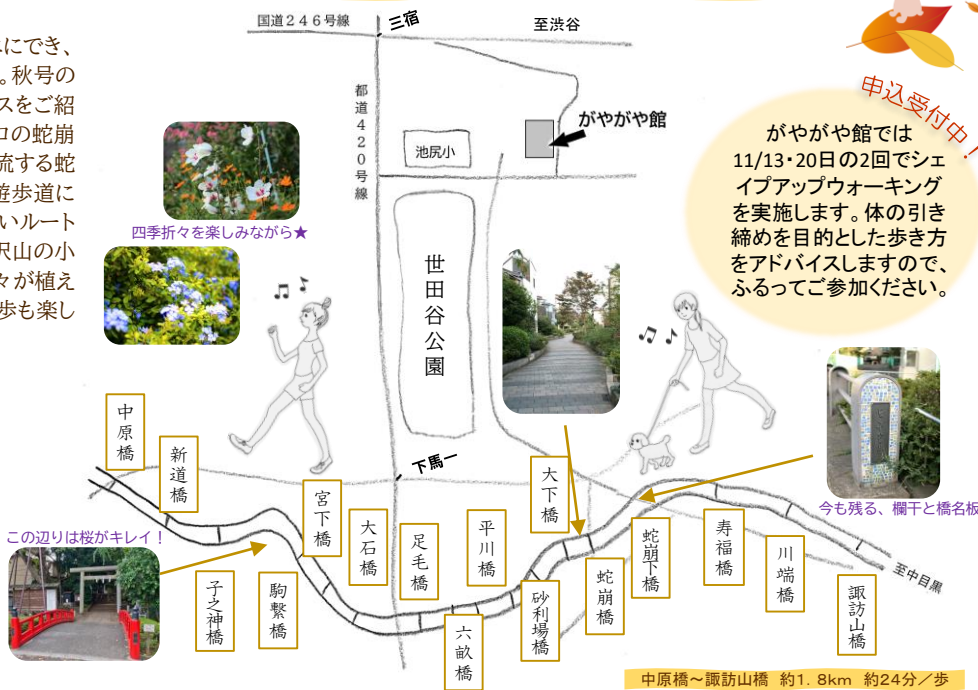 にでき、
。秋号の
スをご紹
口の蛇崩
流する蛇
遊歩道に
いルート
沢山の小
々が植え
歩も楽し
国道246号線
三宿
至渋谷
都道420号線
池尻小
がやがや館
申込受付中！
がやがや館では
11/13・20日の2回でシェ
イプアップウォーキング
を実施します。体の引き
締めを目的とした歩き方
をアドバイスしますので、
ふるってご参加ください。
四季折々を楽しみながら★
世田谷公園
中原橋
新道橋
宮下橋
大石橋
下馬一
足毛橋
平川橋
大下橋
蛇崩下橋
寿福橋
川端橋
諏訪山橋
今も残る、欄干と橋名板
至中目黒
この辺りは桜がキレイ！
子之神橋
駒繋橋
六畝橋
砂利場橋
蛇崩橋
中原橋～諏訪山橋 約1.8km 約24分／歩